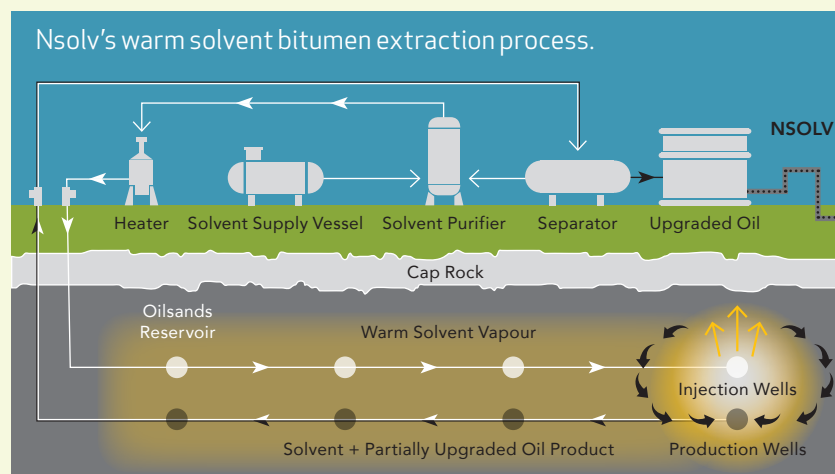 Nsolv's warm solvent bitumen extraction process.
NSOLV
Heater
Solvent Supply Vessel
Solvent Purifier
Separator
Upgraded Oil
Cap Rock
Oilsands
Reservoir
Warm Solvent Vapour
Injection Wells
Solvent + Partially Upgraded Oil Product
Production Wells